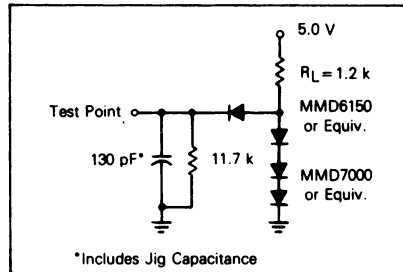 5.0 V
RL = 1.2 k
Test Point
MMD6150
or Equiv.
130 pF*
11.7 k
MMD7000
or Equiv.
*Includes Jig Capacitance